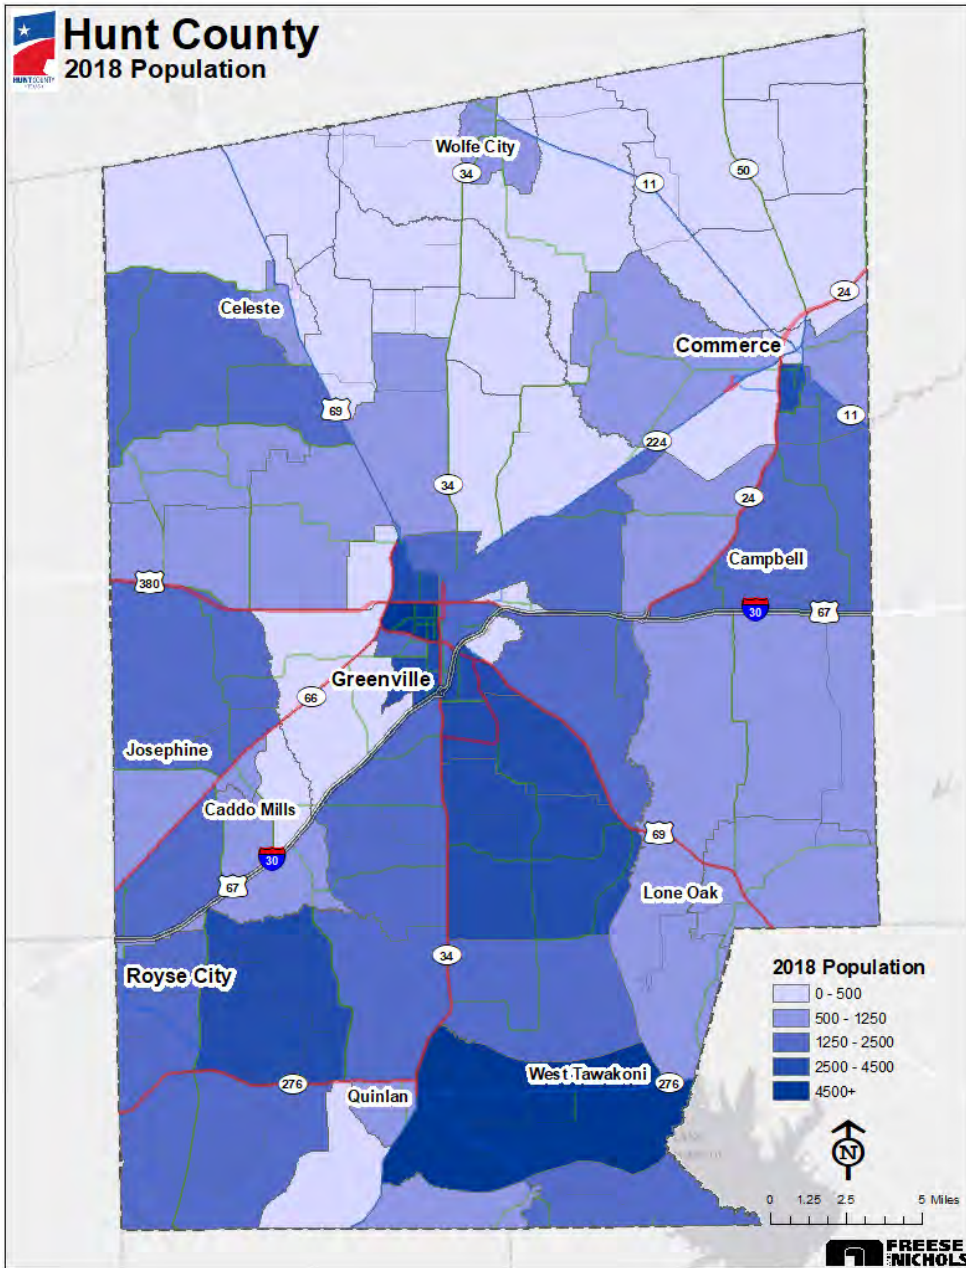 Hunt County
2018 Population
HUNT COUNTY
TEXAS
Wolfe City
34
11
50
24
Celeste
Commerce
69
11
224
34
24
Campbell
380
30
67
Greenville
66
Josephine
Caddo Mills
30
67
69
Lone Oak
34
Royse City
2018 Population
0 - 500
500 - 1250
1250 - 2500
2500 - 4500
4500+
West Tawakoni
276
276
Quinlan
N
0 1.25 2.5 5 Miles
FREESE
NICHOLS